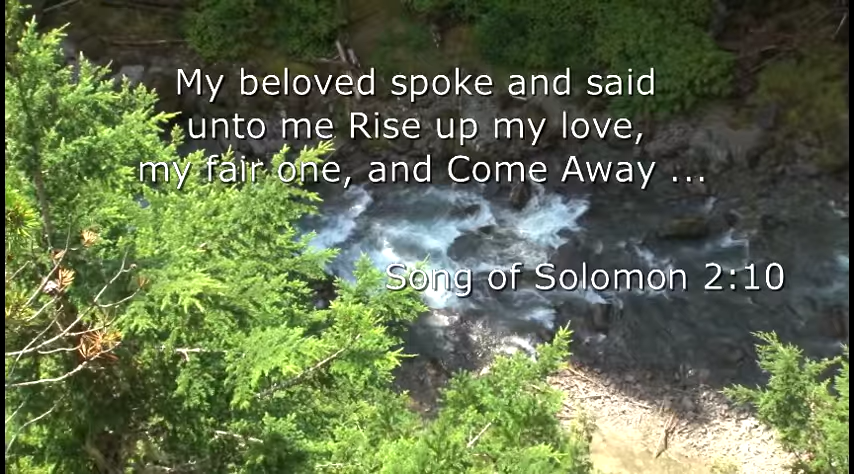 My beloved spoke and said
unto me Rise up my love,
my fair one, and Come Away ...
Song of Solomon 2:10